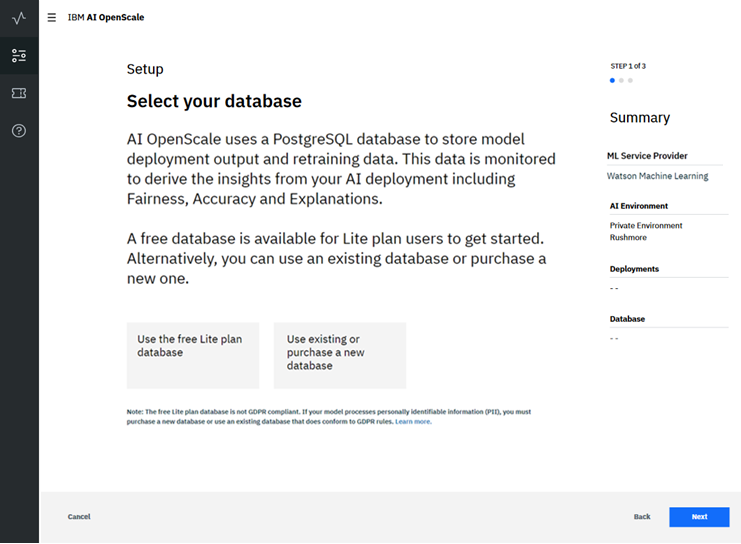 IBM AI OpenScale
Setup
Select your database
AI OpenScale uses a PostgreSQL database to store model
deployment output and retraining data. This data is monitored
to derive the insights from your AI deployment including
Fairness, Accuracy and Explanations.
A free database is available for Lite plan users to get started.
Alternatively, you can use an existing database or purchase a
new one.
Use the free Lite plan
database
Use existing or
purchase a new
database
Note: The free Lite plan database is not GDPR compliant. If your model processes personally identifiable information (PII), you must
purchase a new database or use an existing database that does conform to GDPR rules. Learn more.
STEP 1 of 3
Summary
ML Service Provider
Watson Machine Learning
AI Environment
Private Environment
Rushmore
Deployments
- -
Database
- -
Cancel
Back
Next